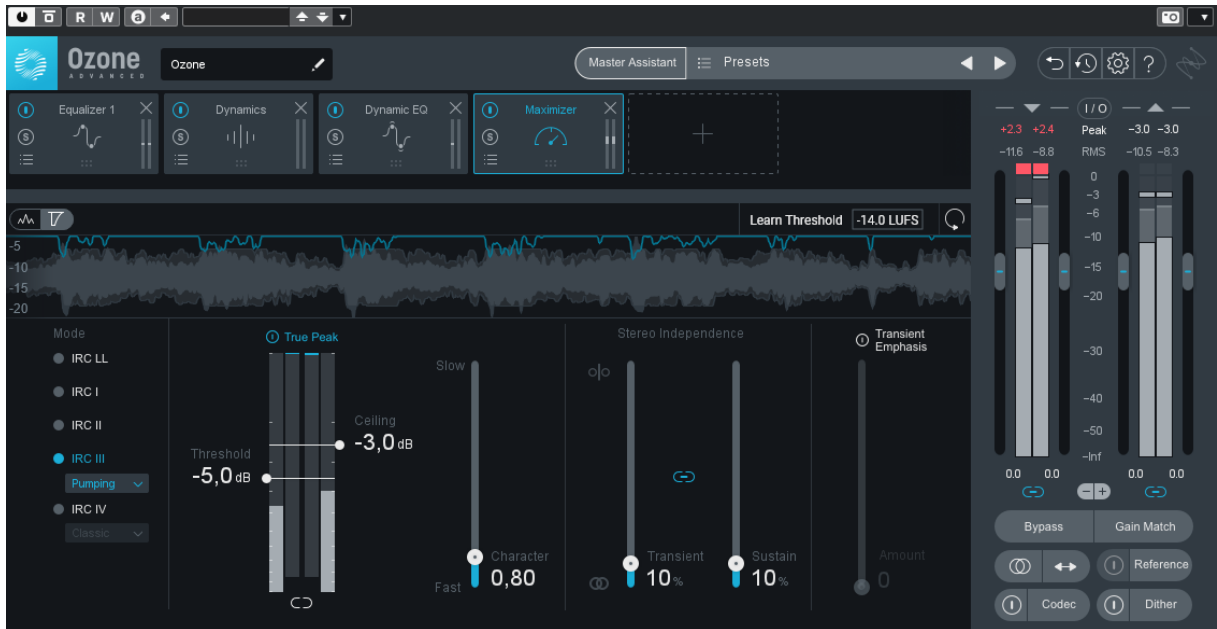 R W a
Ozone
ADVANCED
Ozone
Master Assistant
Presets
?
Equalizer 1
Dynamics
Dynamic EQ
Maximizer
S
S
S
S
+
I/O
+2.3 +2.4 Peak -3.0 -3.0
-11.6 -8.8 RMS -10.5 -8.3
0
-3
-6
-10
-15
-20
-30
-40
-50
-Inf
0.0 0.0 0.0 0.0
Learn Threshold -14.0 LUFS
-5
-10
-15
-20
Mode
IRC LL
IRC I
IRC II
IRC III
Pumping
IRC IV
Classic
True Peak
Threshold
-5,0 dB
Ceiling
-3,0 dB
Slow
Fast
Character
0,80
Stereo Independence
Transient
10%
Sustain
10%
Transient
Emphasis
Amount
0
Bypass
Gain Match
Reference
Codec
Dither